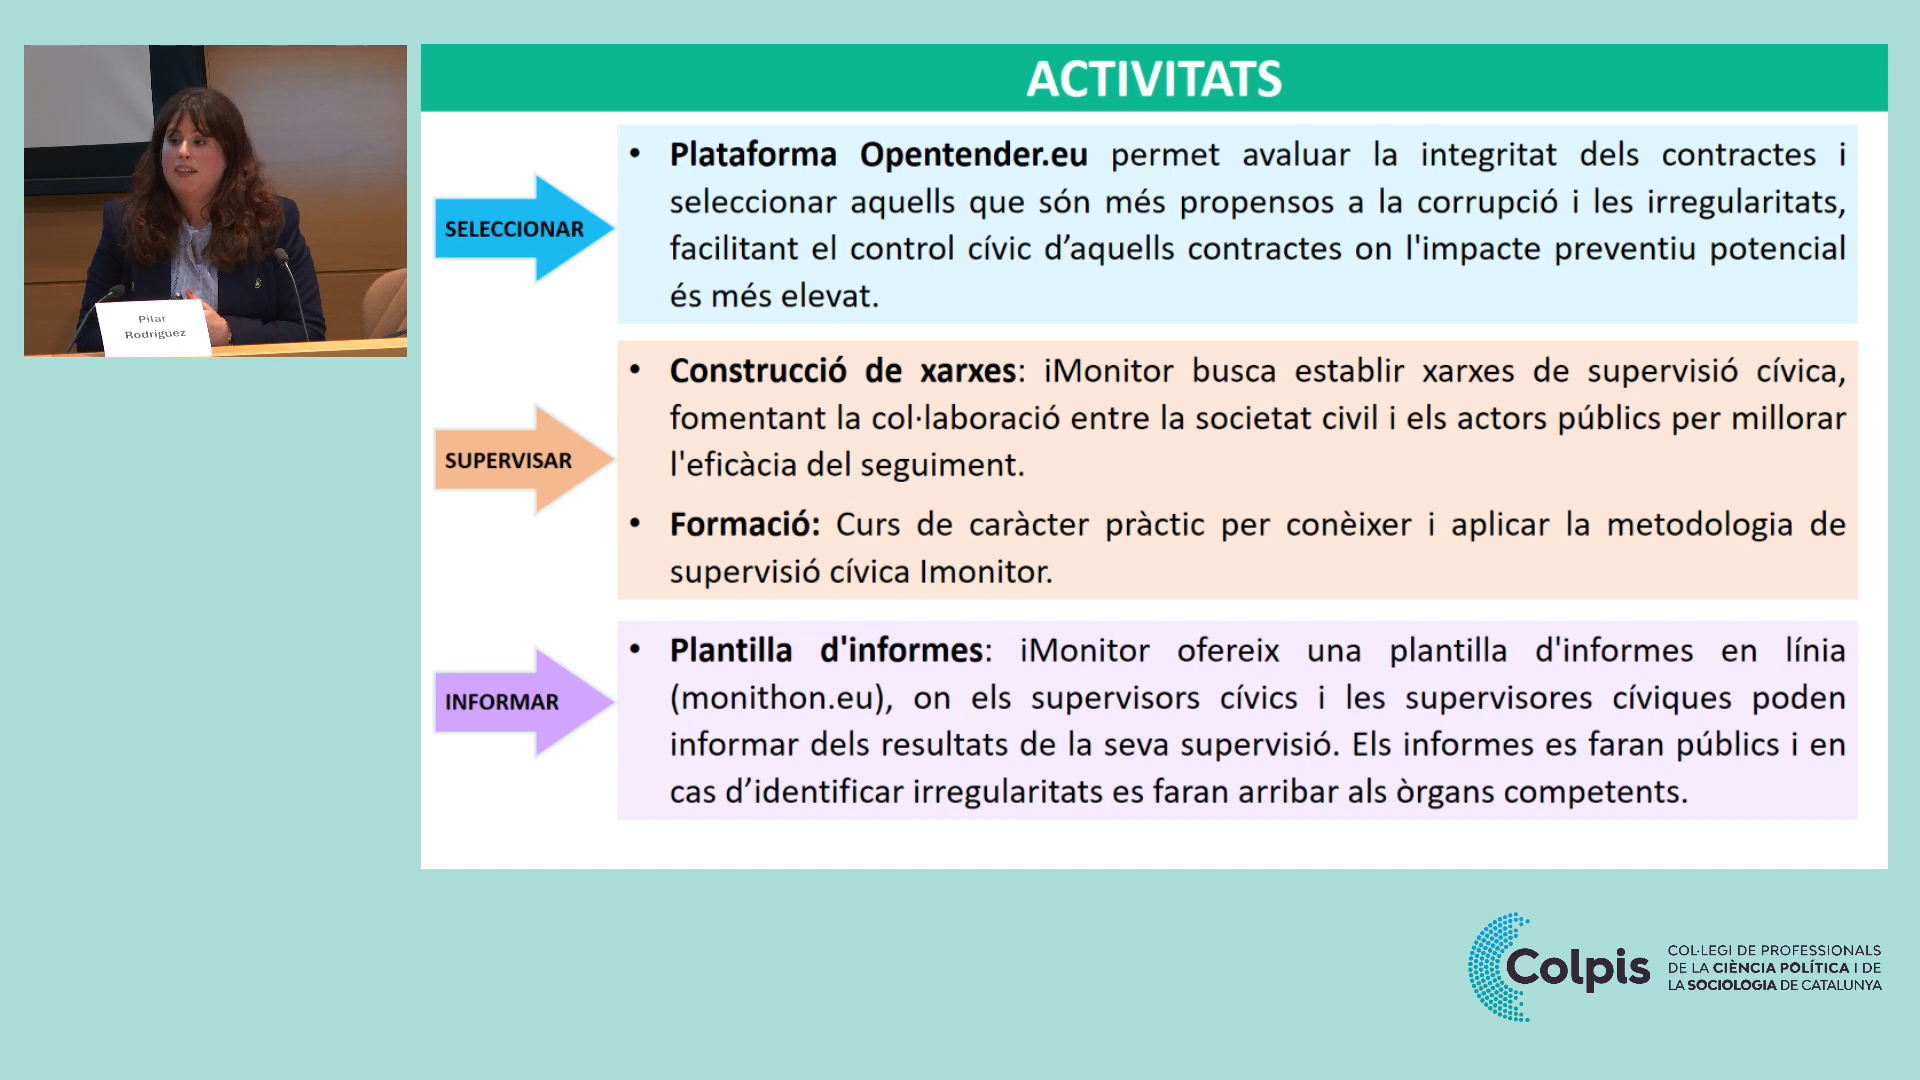 ACTIVITATS
SELECCIONAR
• Plataforma Opentender.eu permet avaluar la integritat dels contractes i
seleccionar aquells que són més propensos a la corrupció i les irregularitats,
facilitant el control cívic d’aquells contractes on l'impacte preventiu potencial
és més elevat.
SUPERVISAR
• Construcció de xarxes: iMonitor busca establir xarxes de supervisió cívica,
fomentant la col·laboració entre la societat civil i els actors públics per millorar
l'eficàcia del seguiment.
• Formació: Curs de caràcter pràctic per conèixer i aplicar la metodologia de
supervisió cívica Imonitor.
INFORMAR
• Plantilla d'informes: iMonitor ofereix una plantilla d'informes en línia
(monithon.eu), on els supervisors cívics i les supervisores cíviques poden
informar dels resultats de la seva supervisió. Els informes es faran públics i en
cas d’identificar irregularitats es faran arribar als òrgans competents.
Pilar
Rodríguez
Colpis
COL·LEGI DE PROFESSIONALS
DE LA CIÈNCIA POLÍTICA I DE
LA SOCIOLOGIA DE CATALUNYA